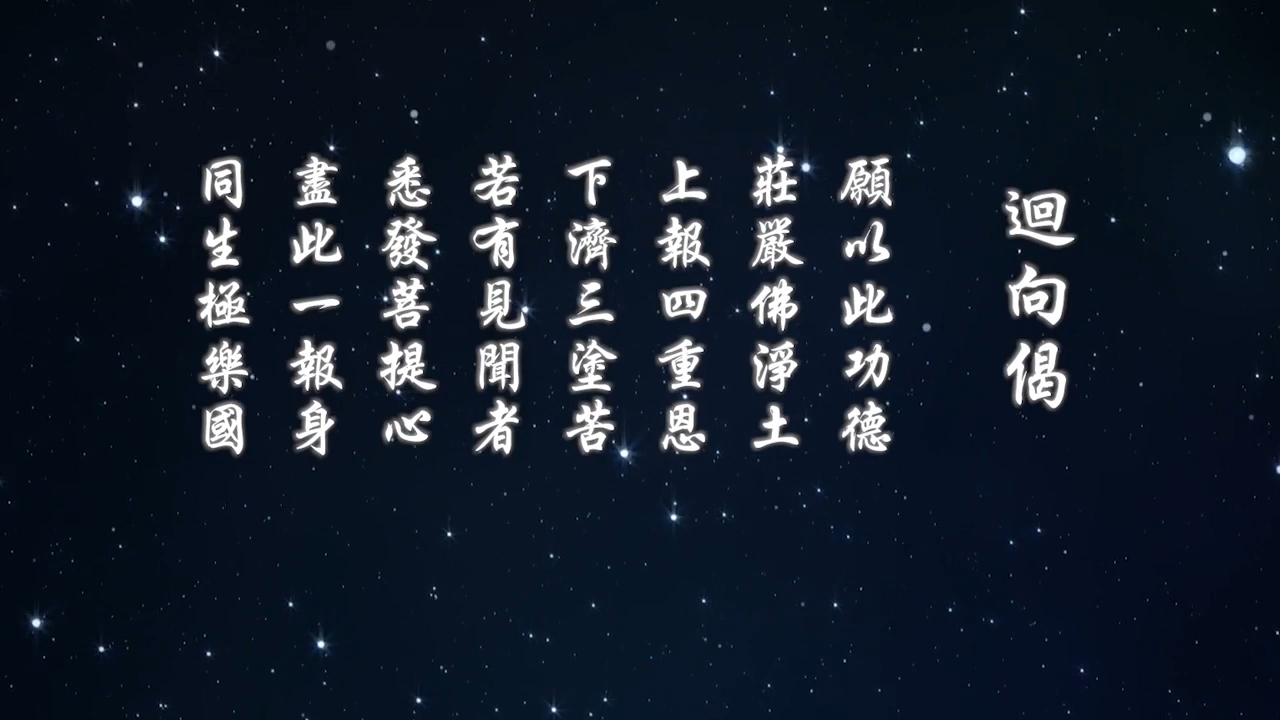 迴向偈
願以此功德
莊嚴佛淨土
上報四重恩
下濟三塗苦
若有見聞者
悉發菩提心
盡此一報身
同生極樂國